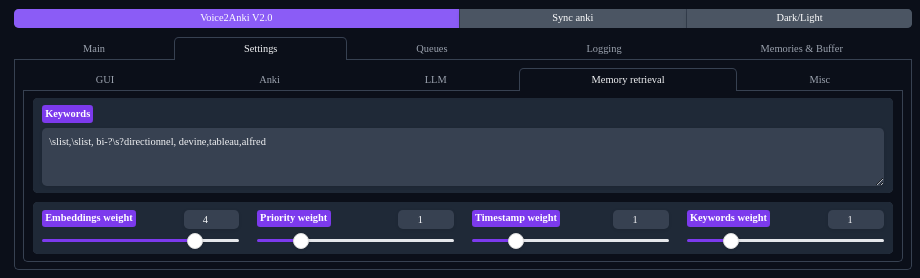 Voice2Anki V2.0 Sync anki Dark/Light
Main Settings Queues Logging Memories & Buffer
GUI Anki LLM Memory retrieval Misc
Keywords
\slist,\slist, bi-?\s?directionnel, devine,tableau,alfred
Embeddings weight 4 Priority weight 1 Timestamp weight 1 Keywords weight 1